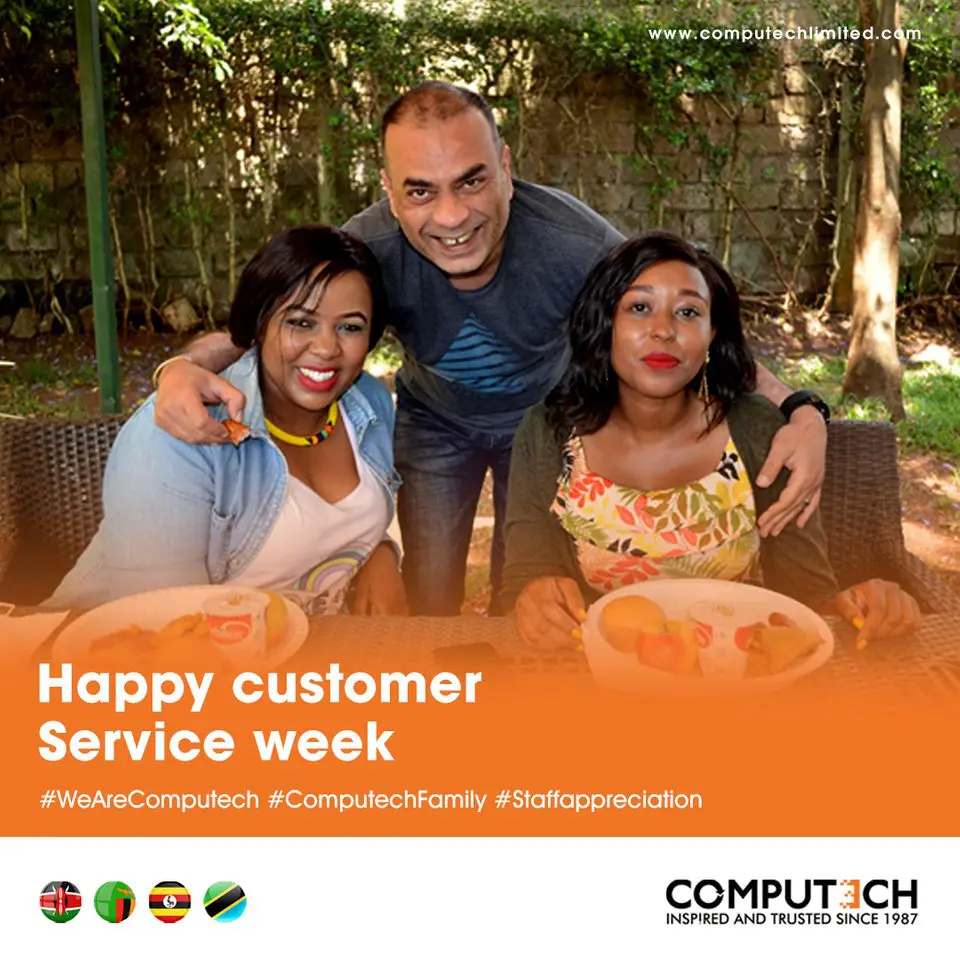 www.computechlimited.com
Happy customer
Service week
#WeAreComputech #ComputechFamily #Staffappreciation
COMPUTECH
INSPIRED AND TRUSTED SINCE 1987